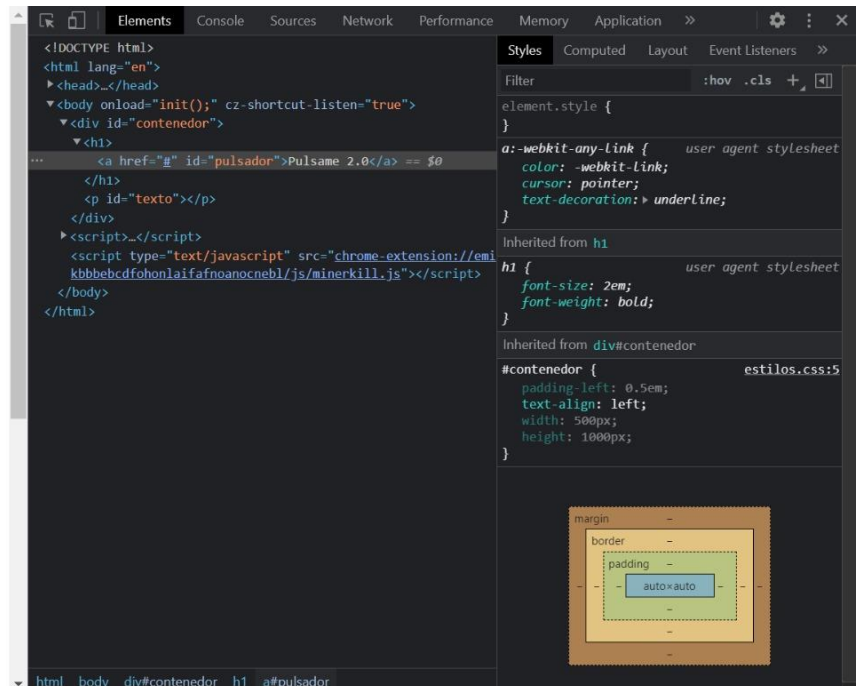 Elements Console Sources Network Performance Memory Application »
<!DOCTYPE html>
<html lang="en">
<head>…</head>
<body onload="init();" cz-shortcut-listen="true">
<div id="contenedor">
<h1>
<a href="#" id="pulsador">Pulsame 2.0</a> == $0
</h1>
<p id="texto"></p>
</div>
<script>…</script>
<script type="text/javascript" src="chrome-extension://emi
kbbbebcdfohonlaifafnoanocnebl/js/minerkill.js"></script>
</body>
</html>
html body div#contenedor h1 a#pulsador
Styles Computed Layout Event Listeners »
Filter :hov .cls +
element.style {
}
a:-webkit-any-link { user agent stylesheet
color: -webkit-link;
cursor: pointer;
text-decoration: underline;
}
Inherited from h1
h1 { user agent stylesheet
font-size: 2em;
font-weight: bold;
}
Inherited from div#contenedor
#contenedor { estilos.css:5
padding-left: 0.5em;
text-align: left;
width: 500px;
height: 1000px;
}
margin –
border –
padding –
– – – auto×auto – – –
–
–
–